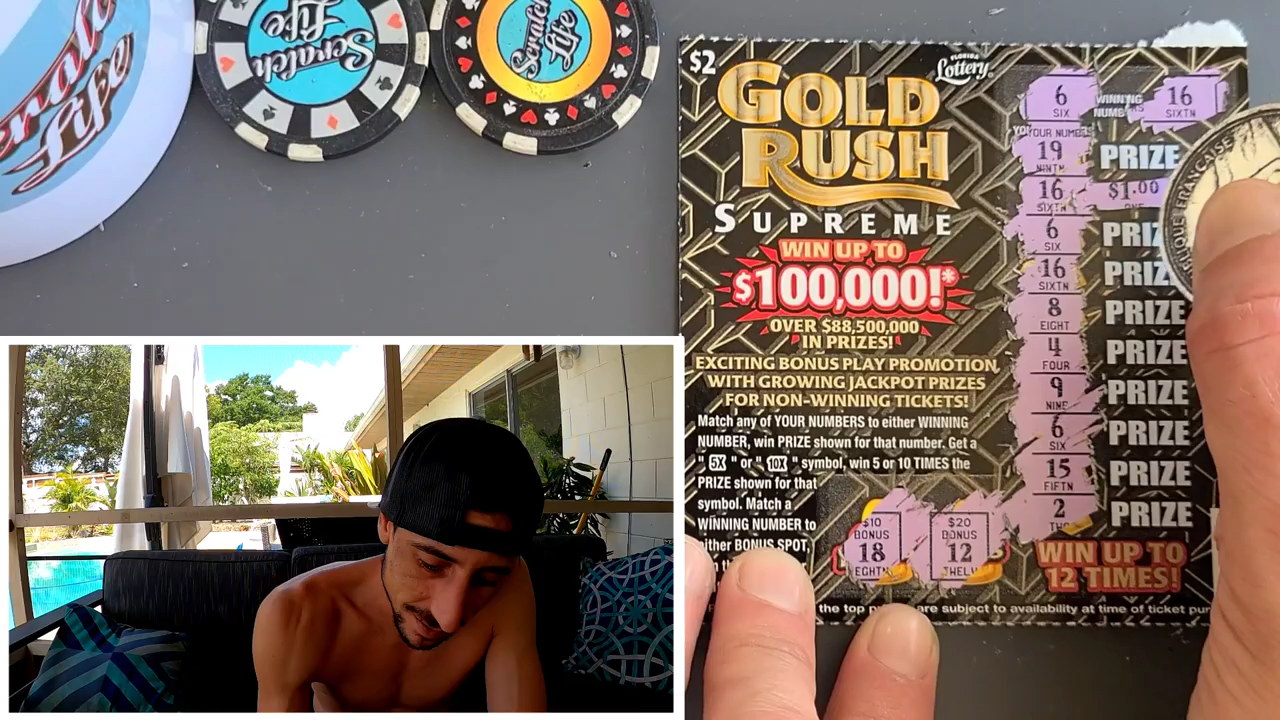 Scratch
Life
Scratch
Life
Scratch
Life
$2
FLORIDA
Lottery
GOLD
RUSH
SUPREME
WIN UP TO
$100,000!*
OVER $88,500,000
IN PRIZES!
EXCITING BONUS PLAY PROMOTION
WITH GROWING JACKPOT PRIZES
FOR NON-WINNING TICKETS!
Match any of YOUR NUMBERS to either WINNING
NUMBER, win PRIZE shown for that number. Get a
"5X" or "10X" symbol, win 5 or 10 TIMES the
PRIZE shown for that
symbol. Match a
WINNING NUMBER to
either BONUS SPOT,
$10
BONUS
18
EGHTN
$20
BONUS
12
TWELV
6
SIX
WINNING
16
SIXTN
YOUR NUMBE
19
NINTN
PRIZE
16
SIXTN
$1.00
ONE
6
SIX
PRIZ
16
SIXTN
PRIZ
8
EIGHT
PRIZE
4
FOUR
PRIZE
9
NINE
PRIZE
6
SIX
PRIZE
15
FIFTN
PRIZE
2
PRIZE
WIN UP TO
12 TIMES!
the top are subject to availability at time of ticket pur
FRANÇAISE